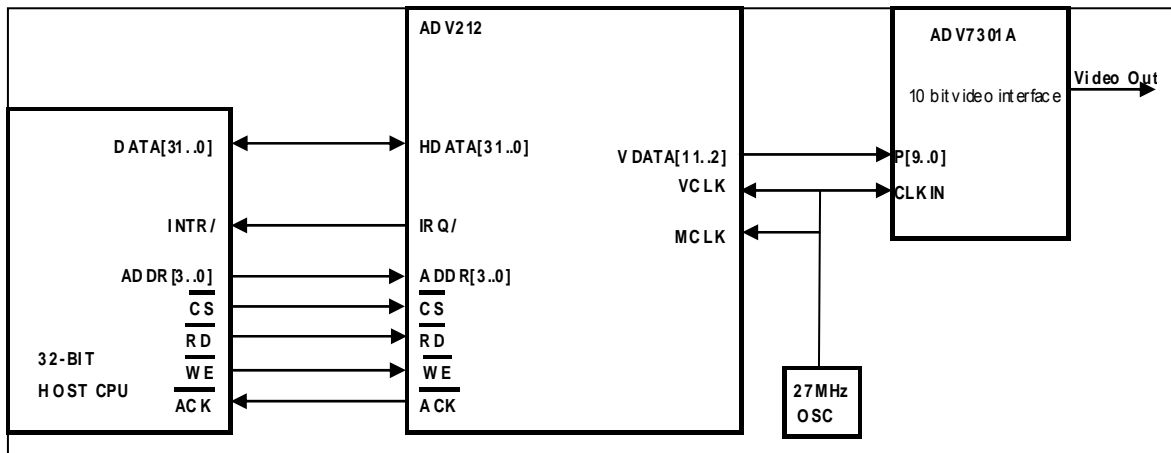 ADV212
ADV7301A
Video Out
10 bit video interface
DATA[31..0]
HDATA[31..0]
VDATA[11..2]
P[9..0]
VCLK
CLKIN
INTR/
IRQ/
MCLK
ADDR[3..0]
ADDR[3..0]
CS
CS
RD
RD
32-BIT
HOST CPU
WE
WE
ACK
ACK
27MHz
OSC